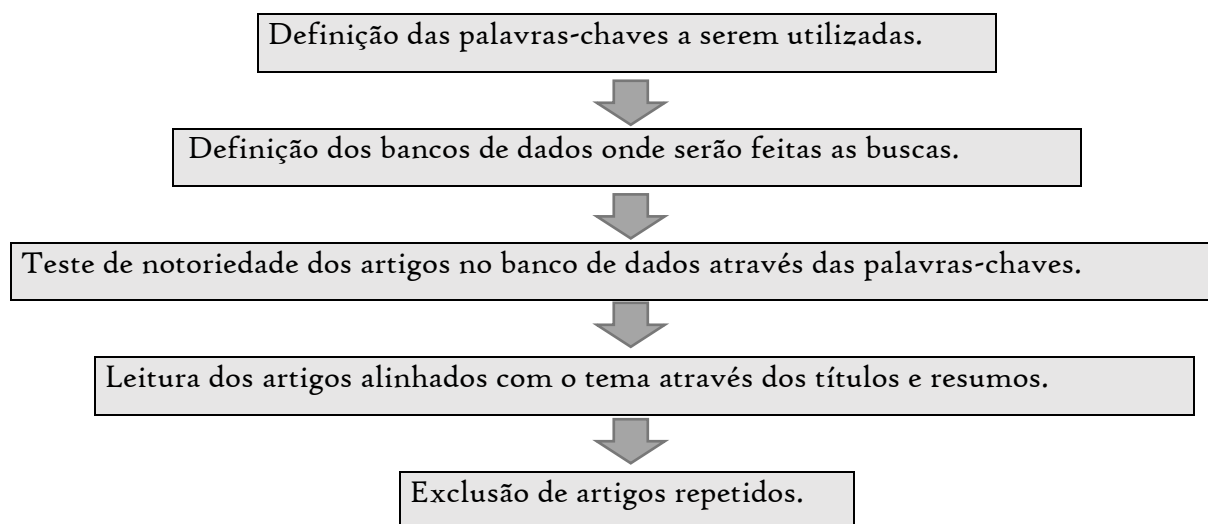 Definição das palavras-chaves a serem utilizadas.
Definição dos bancos de dados onde serão feitas as buscas.
Teste de notoriedade dos artigos no banco de dados através das palavras-chaves.
Leitura dos artigos alinhados com o tema através dos títulos e resumos.
Exclusão de artigos repetidos.